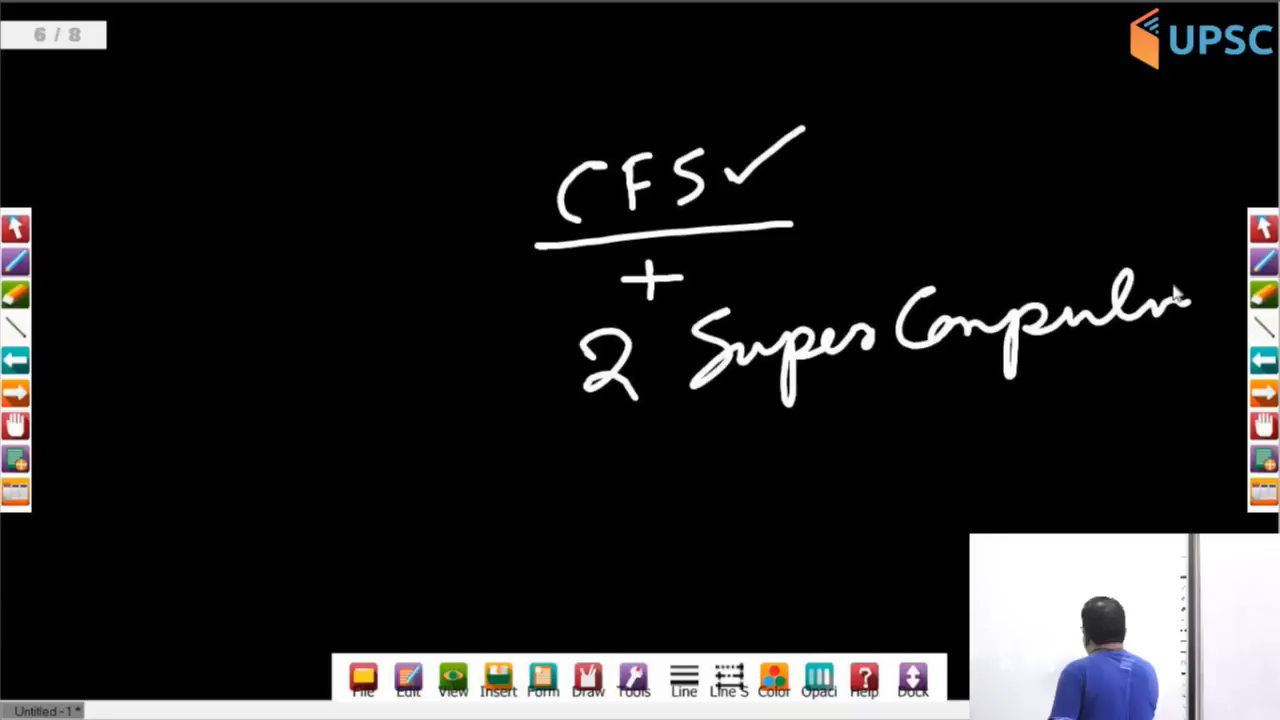 6 / 8
UPSC
CFS ✓
+
2 Super Computer
File Edit View Insert Form Draw Tools Line Line S Color Opaci Help Dock
Untitled - 1 *